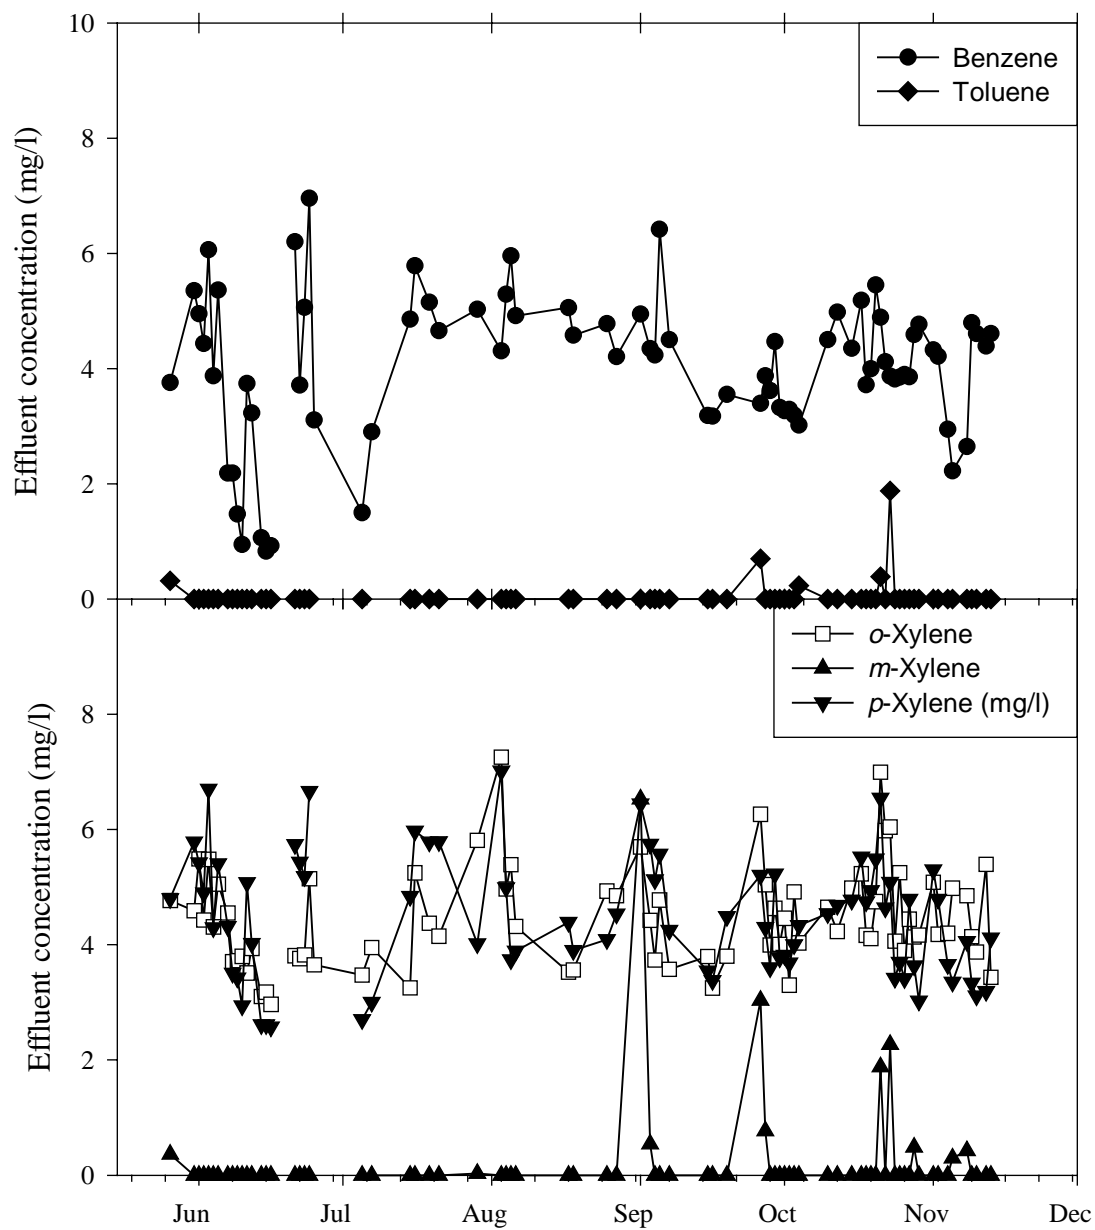 10
Benzene
Toluene
8
6
4
2
0
Effluent concentration (mg/l)
o-Xylene
m-Xylene
p-Xylene (mg/l)
8
6
4
2
0
Effluent concentration (mg/l)
Jun Jul Aug Sep Oct Nov Dec